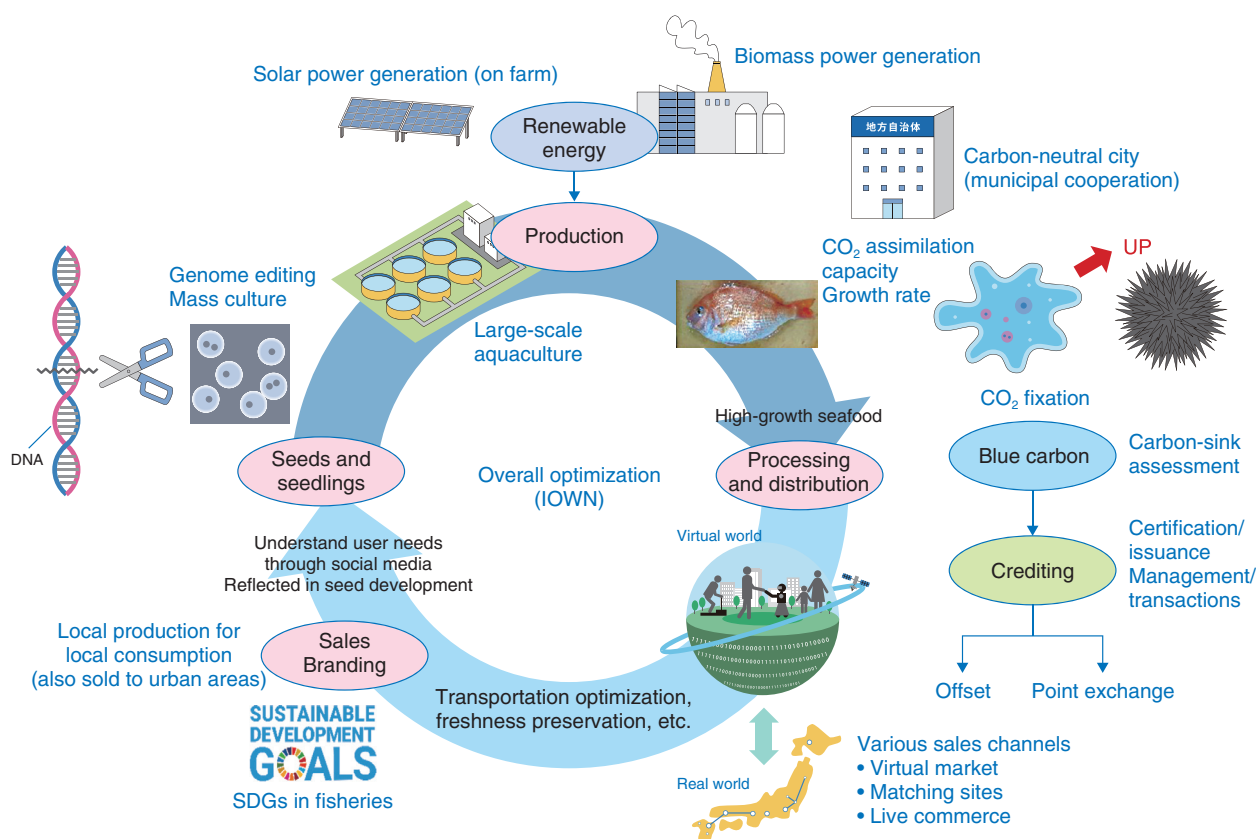 Solar power generation (on farm)
Biomass power generation
Renewable
energy
地方自治体
Carbon-neutral city
(municipal cooperation)
Production
CO₂ assimilation
capacity
Growth rate
UP
Genome editing
Mass culture
Large-scale
aquaculture
DNA
High-growth seafood
CO₂ fixation
Seeds and
seedlings
Overall optimization
(IOWN)
Processing
and distribution
Blue carbon
Carbon-sink
assessment
Understand user needs
through social media
Reflected in seed development
Virtual world
Crediting
Certification/
issuance
Management/
transactions
Local production for
local consumption
(also sold to urban areas)
Sales
Branding
Transportation optimization,
freshness preservation, etc.
Offset
Point exchange
SUSTAINABLE
DEVELOPMENT
GOALS
SDGs in fisheries
Real world
Various sales channels
• Virtual market
• Matching sites
• Live commerce